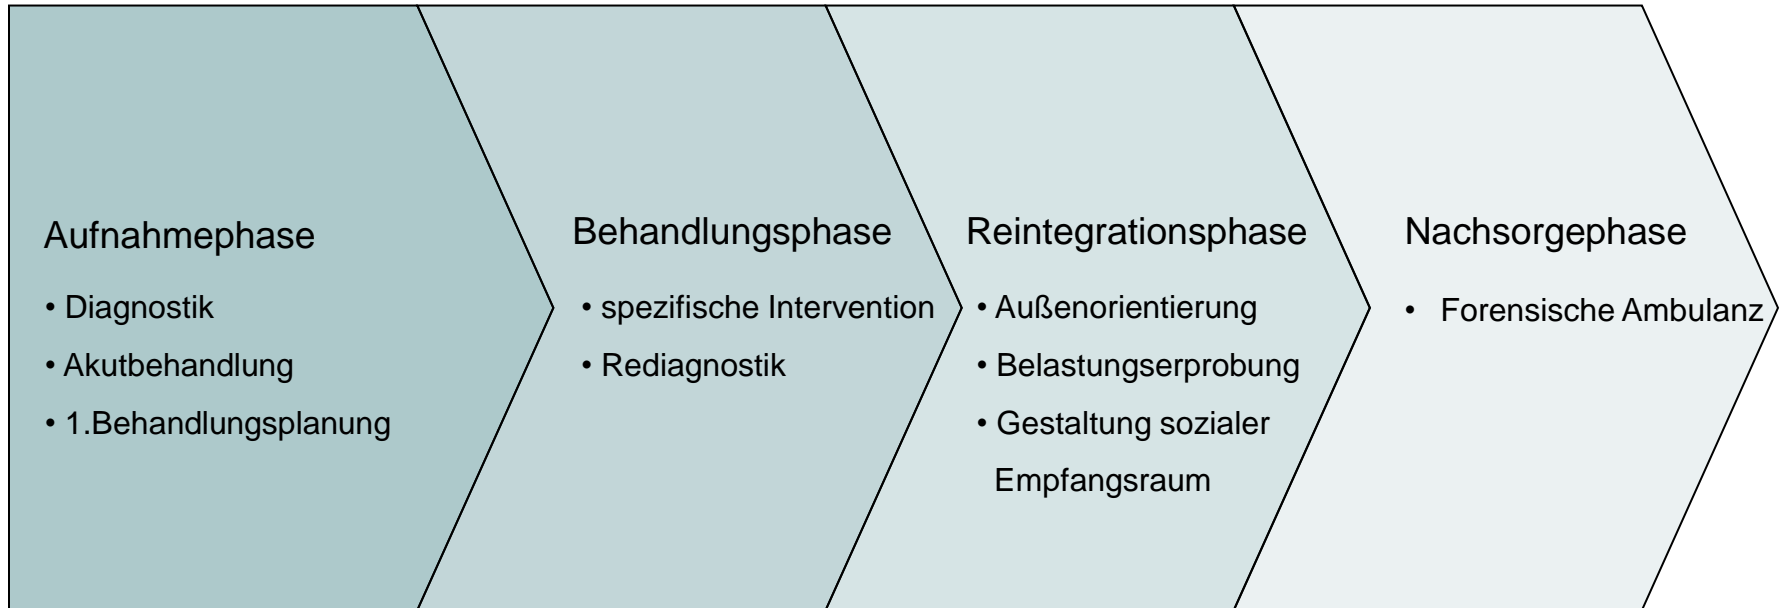 Aufnahmephase
• Diagnostik
• Akutbehandlung
• 1.Behandlungsplanung
Behandlungsphase
• spezifische Intervention
• Rediagnostik
Reintegrationsphase
• Außenorientierung
• Belastungserprobung
• Gestaltung sozialer
Empfangsraum
Nachsorgephase
• Forensische Ambulanz